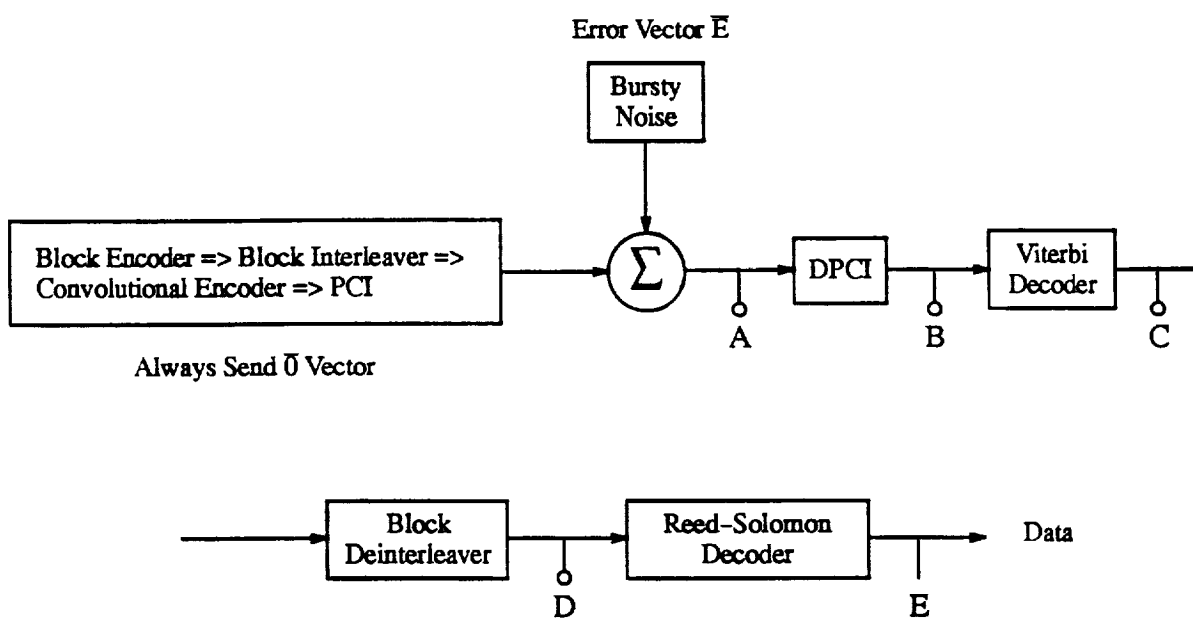 Error Vector E̅
Bursty
Noise
Block Encoder => Block Interleaver =>
Convolutional Encoder => PCI
Σ
DPCI
Viterbi
Decoder
A
B
C
Always Send 0̅ Vector
Block
Deinterleaver
Reed-Solomon
Decoder
Data
D
E